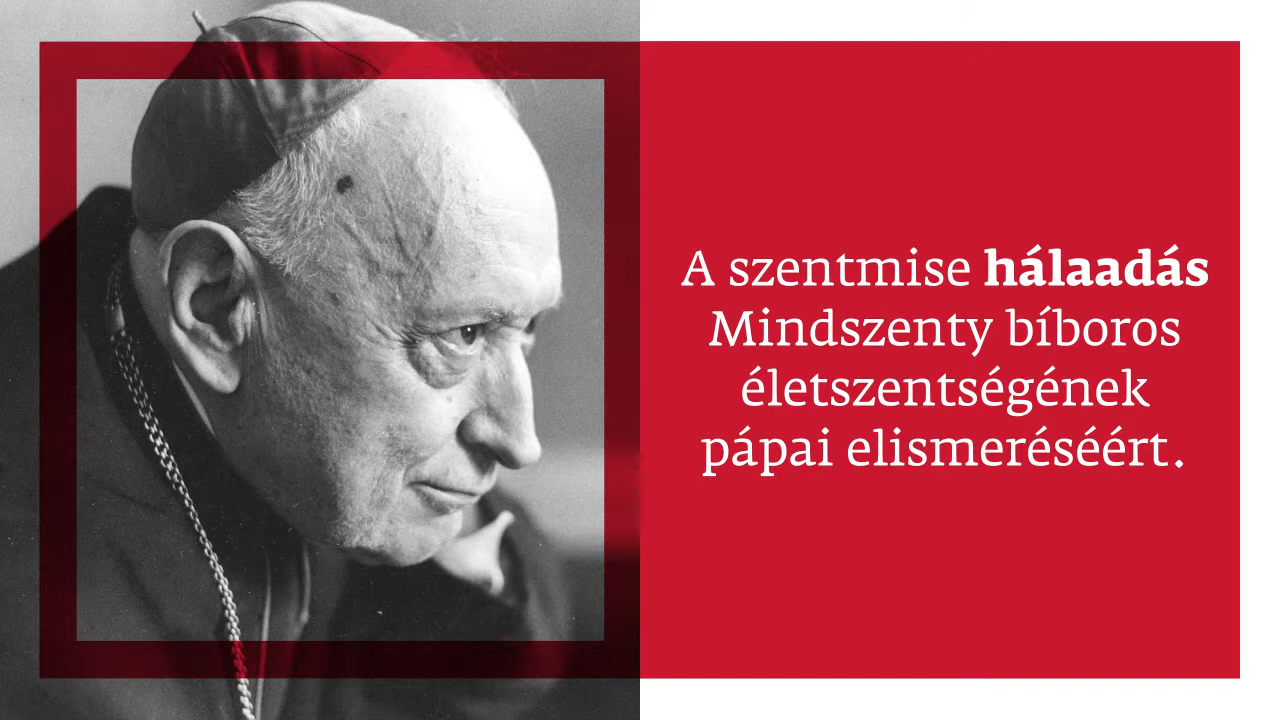 A szentmise hálaadás
Mindszenty bíboros
életszentségének
pápai elismeréséért.